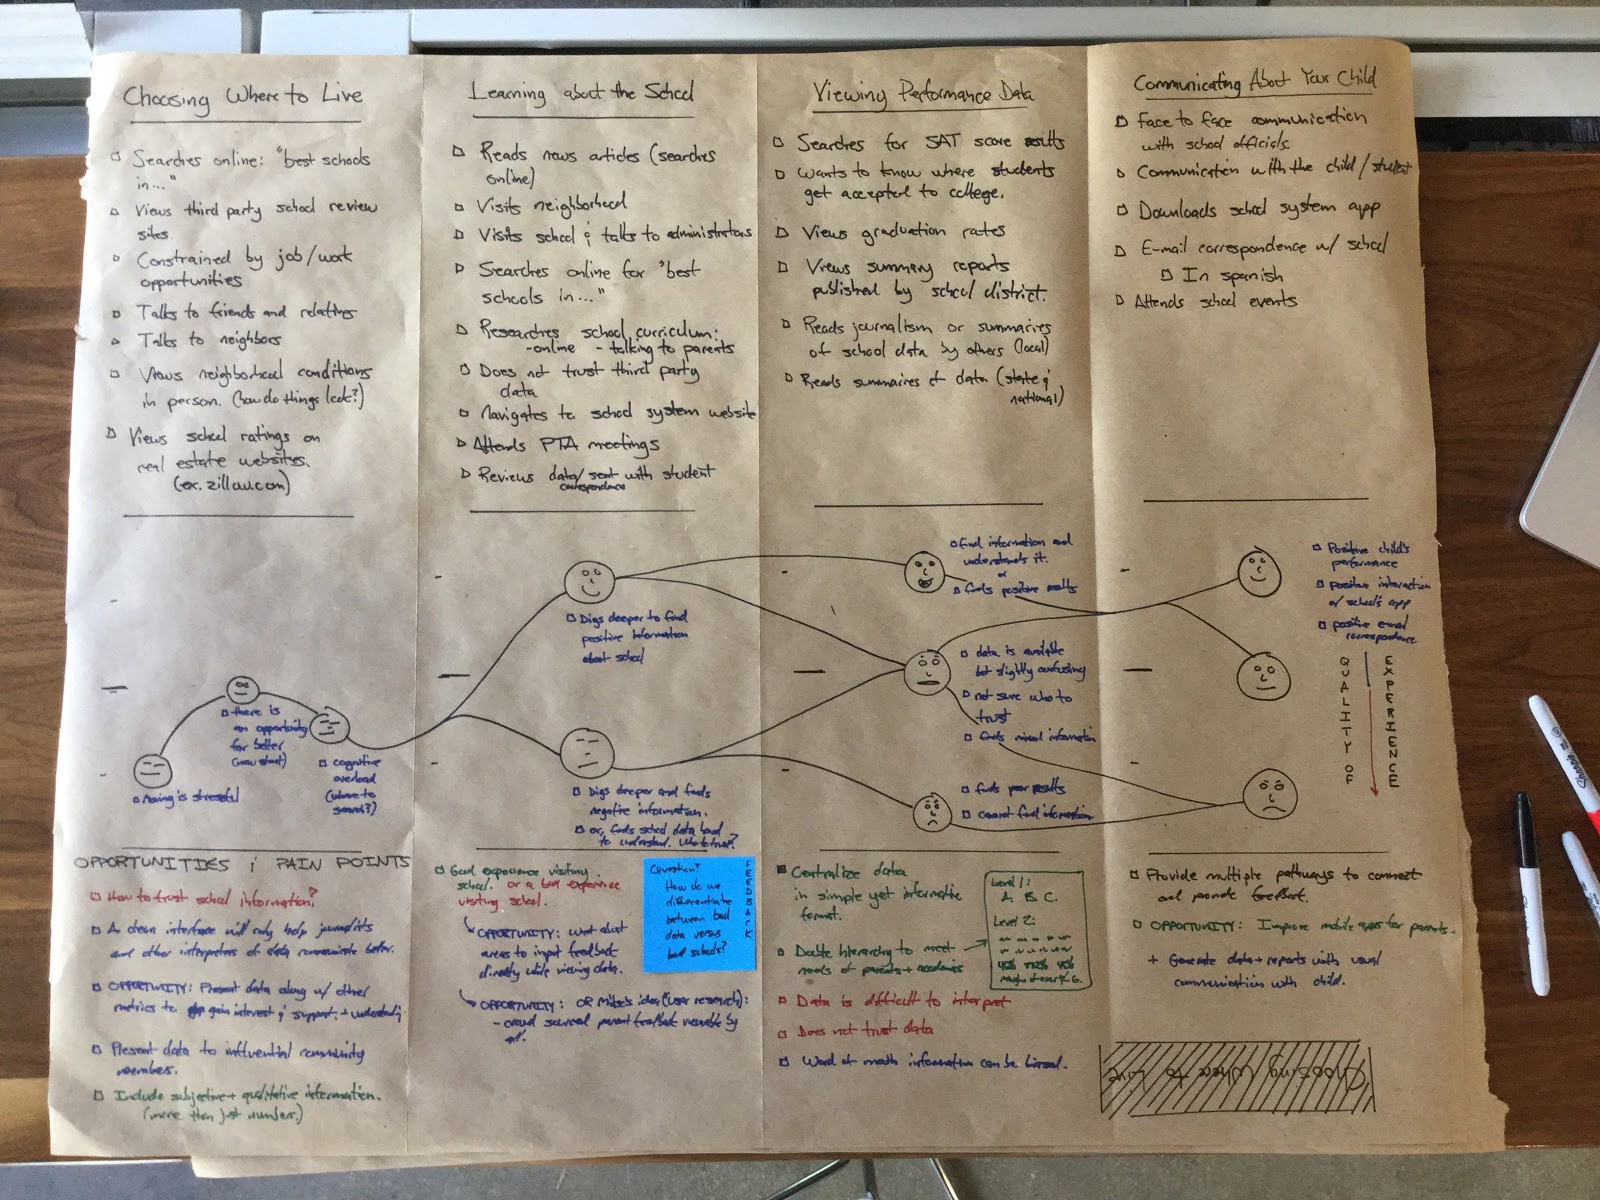 Choosing Where to Live
Searches online: "best schools
in..."
Views third party school review
sites.
Constrained by job/work
opportunities
Talks to friends and relatives
Talks to neighbors
Views neighborhood conditions
in person. (how do things look?)
Views school ratings on
real estate websites.
(ex. zillow.com)
Learning about the School
Reads news articles (searches
online)
Visits neighborhood
Visits school & talks to administrators
Searches online for "best
schools in..."
Researches school curriculum:
-online - talking to parents
Does not trust third party
data
Navigates to school system website
Attends PTA meetings
Reviews data/ sent with student
correspondence
Viewing Performance Data
Searches for SAT score results
Wants to know where students
get accepted to college.
Views graduation rates
Views summary reports
published by school district.
Reads journalism or summaries
of school data by others (local)
Reads summaries of data (state &
national)
Communicating About Your Child
Face to face communication
with school officials
Communication with the child/student
Downloads school system app
E-mail correspondence w/ school
In spanish
Attends school events
Moving is stressful
there is
an opportunity
for better
(new start)
cognitive
overload
(where to
search?)
Digs deeper to find
positive information
about school
Digs deeper and finds
negative information.
or, finds school data hard
to understand. Who to trust?
find information and
understands it.
or
finds positive results
data is available
but slightly confusing
not sure who to
trust
finds mixed information
finds poor results
cannot find information
Positive child's
performance
positive interaction
w/ school's app
positive email
correspondence
QUALITY OF
EXPERIENCE
OPPORTUNITIES & PAIN POINTS
How to trust school information?
A clean interface will only help journalists
and other interpreters of data communicate better.
OPPORTUNITY: Present data along w/ other
metrics to gain interest & support. + understanding
Present data to influential community
members.
Include subjective + qualitative information.
(more than just numbers.)
Good experience visiting
school. or a bad experience
visiting school.
OPPORTUNITY: What about
areas to input feedback
directly while viewing data.
OPPORTUNITY: OR Mike's idea (user research):
- crowd sourced parent feedback viewable by
all.
Question?
How do we
differentiate
between bad
data versus
bad schools?
FEEDBACK
Centralize data
in simple yet informative
format.
Double hierarchy to meet
needs of parents + academics
Data is difficult to interpret
Does not trust data
Word of mouth information can be biased.
Level 1:
A. B. C.
Level 2:
Provide multiple pathways to connect
and provide feedback.
OPPORTUNITY: Improve mobile apps for parents.
+ Generate data + reports with visual
communication with child.
Choosing Where to Live
Sharpie